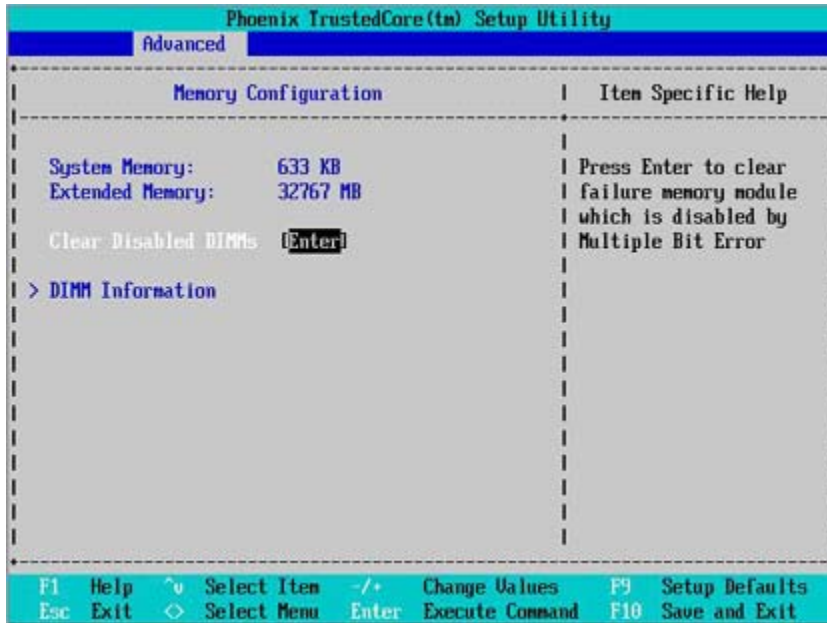 Phoenix TrustedCore(tm) Setup Utility
Advanced
Memory Configuration
Item Specific Help
System Memory: 633 KB
Extended Memory: 32767 MB
Clear Disabled DIMMs [Enter]
> DIMM Information
Press Enter to clear
failure memory module
which is disabled by
Multiple Bit Error
F1 Help ^v Select Item -/+ Change Values F9 Setup Defaults
Esc Exit <> Select Menu Enter Execute Command F10 Save and Exit